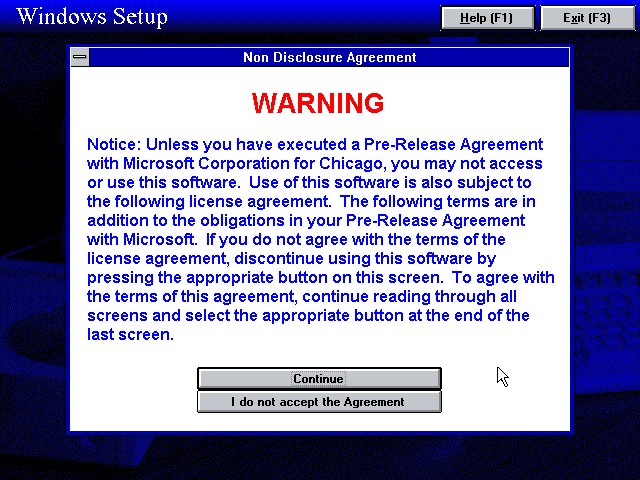 Windows Setup
Help (F1)
Exit (F3)
Non Disclosure Agreement
WARNING
Notice: Unless you have executed a Pre-Release Agreement
with Microsoft Corporation for Chicago, you may not access
or use this software.  Use of this software is also subject to
the following license agreement.  The following terms are in
addition to the obligations in your Pre-Release Agreement
with Microsoft.  If you do not agree with the terms of the
license agreement, discontinue using this software by
pressing the appropriate button on this screen.  To agree with
the terms of this agreement, continue reading through all
screens and select the appropriate button at the end of the
last screen.
Continue
I do not accept the Agreement